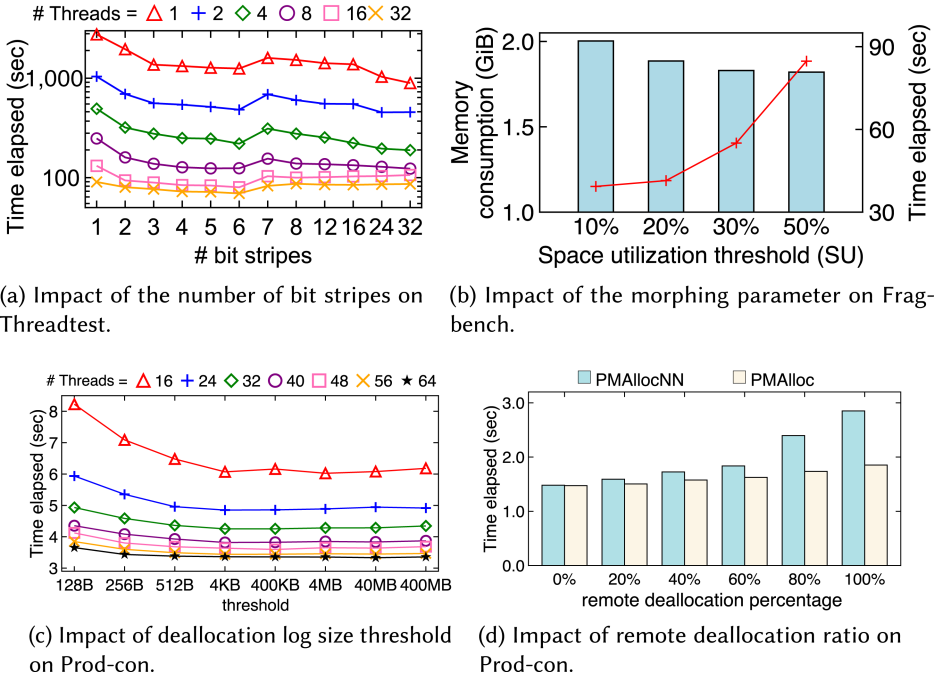 # Threads = 1 2 4 8 16 32
Time elapsed (sec)
1,000
100
1 2 3 4 5 6 7 8 12 16 24 32
# bit stripes
(a) Impact of the number of bit stripes on
Threadtest.
Memory
consumption (GiB)
2.0
1.5
1.0
90
60
30
Time elapsed (sec)
10% 20% 30% 50%
Space utilization threshold (SU)
(b) Impact of the morphing parameter on Frag-
bench.
# Threads = 16 24 32 40 48 56 64
Time elapsed (sec)
8
7
6
5
4
3
128B 256B 512B 4KB 400KB 4MB 40MB 400MB
threshold
(c) Impact of deallocation log size threshold
on Prod-con.
PMAllocNN PMAlloc
Time elapsed (sec)
3.0
2.0
1.0
0.0
0% 20% 40% 60% 80% 100%
remote deallocation percentage
(d) Impact of remote deallocation ratio on
Prod-con.